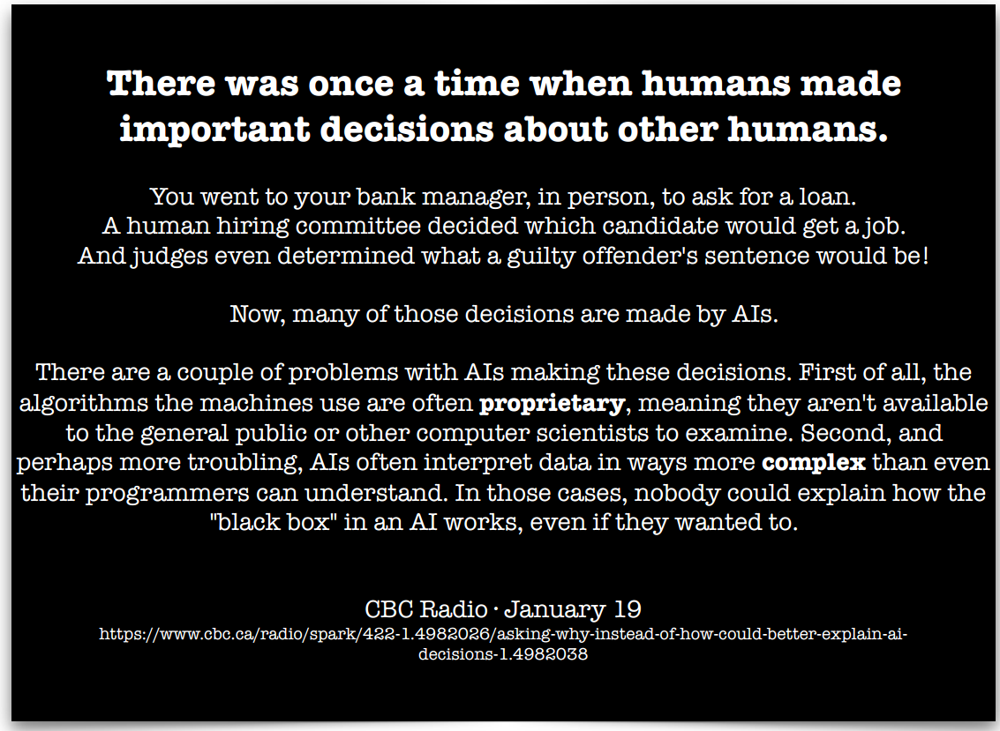 There was once a time when humans made
important decisions about other humans.
You went to your bank manager, in person, to ask for a loan.
A human hiring committee decided which candidate would get a job.
And judges even determined what a guilty offender's sentence would be!
Now, many of those decisions are made by AIs.
There are a couple of problems with AIs making these decisions. First of all, the
algorithms the machines use are often proprietary, meaning they aren't available
to the general public or other computer scientists to examine. Second, and
perhaps more troubling, AIs often interpret data in ways more complex than even
their programmers can understand. In those cases, nobody could explain how the
"black box" in an AI works, even if they wanted to.
CBC Radio · January 19
https://www.cbc.ca/radio/spark/422-1.4982026/asking-why-instead-of-how-could-better-explain-ai-
decisions-1.4982038